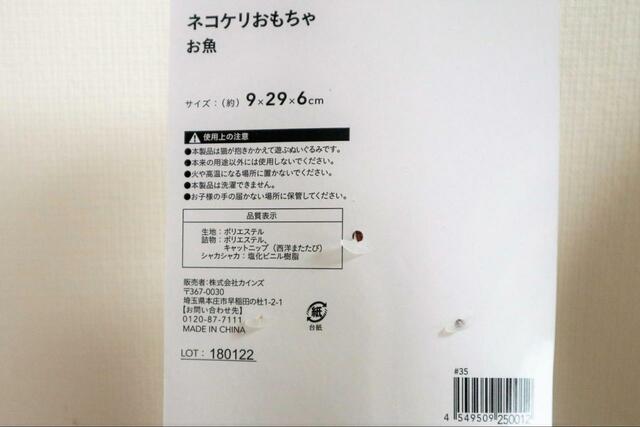 ネコケリおもちゃ
お魚
サイズ：（約）9×29×6cm
使用上の注意
●本製品は猫が抱きかかえて遊ぶぬいぐるみです。
●本来の用途以外には使用しないでください。
●火や高温になる場所に置かないでください。
●本製品は洗濯できません。
●お子様の手の届かない場所に保管してください。
品質表示
生地：ポリエステル
詰物：ポリエステル、
キャットニップ（西洋またたび）
シャカシャカ：塩化ビニル樹脂
販売者：株式会社カインズ
〒367-0030
埼玉県本庄市早稲田の杜1-2-1
【お問い合わせ先】
0120-87-7111
MADE IN CHINA
紙
台紙
LOT：180122
#35
4 549509 250012